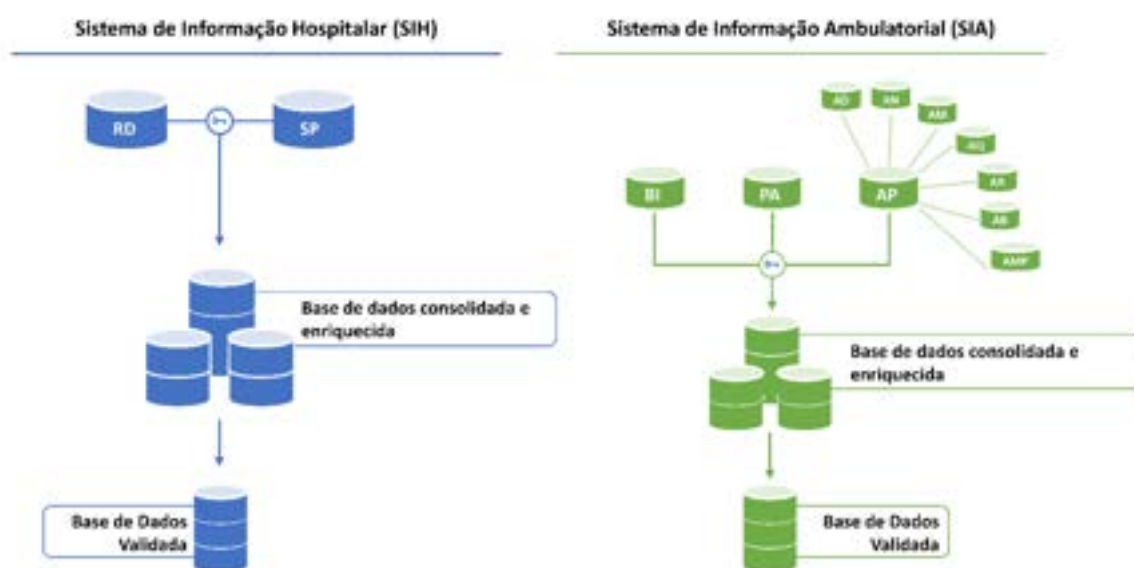 Sistema de Informação Hospitalar (SIH)
Sistema de Informação Ambulatorial (SIA)
RD
SP
AD
AN
AM
AQ
AR
AB
AMP
BI
PA
AP
Base de dados consolidada e
enriquecida
Base de dados consolidada e
enriquecida
Base de Dados
Validada
Base de Dados
Validada